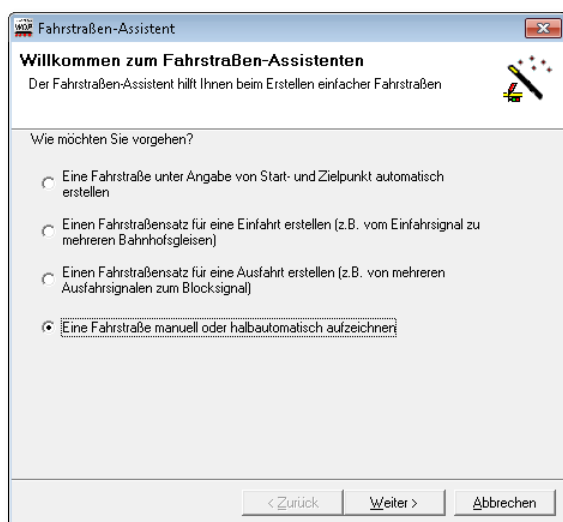 WDP Fahrstraßen-Assistent
Willkommen zum Fahrstraßen-Assistenten
Der Fahrstraßen-Assistent hilft Ihnen beim Erstellen einfacher Fahrstraßen
Wie möchten Sie vorgehen?
Eine Fahrstraße unter Angabe von Start- und Zielpunkt automatisch
erstellen
Einen Fahrstraßensatz für eine Einfahrt erstellen (z.B. vom Einfahrsignal zu
mehreren Bahnhofsgleisen)
Einen Fahrstraßensatz für eine Ausfahrt erstellen (z.B. von mehreren
Ausfahrsignalen zum Blocksignal)
Eine Fahrstraße manuell oder halbautomatisch aufzeichnen
< Zurück Weiter > Abbrechen